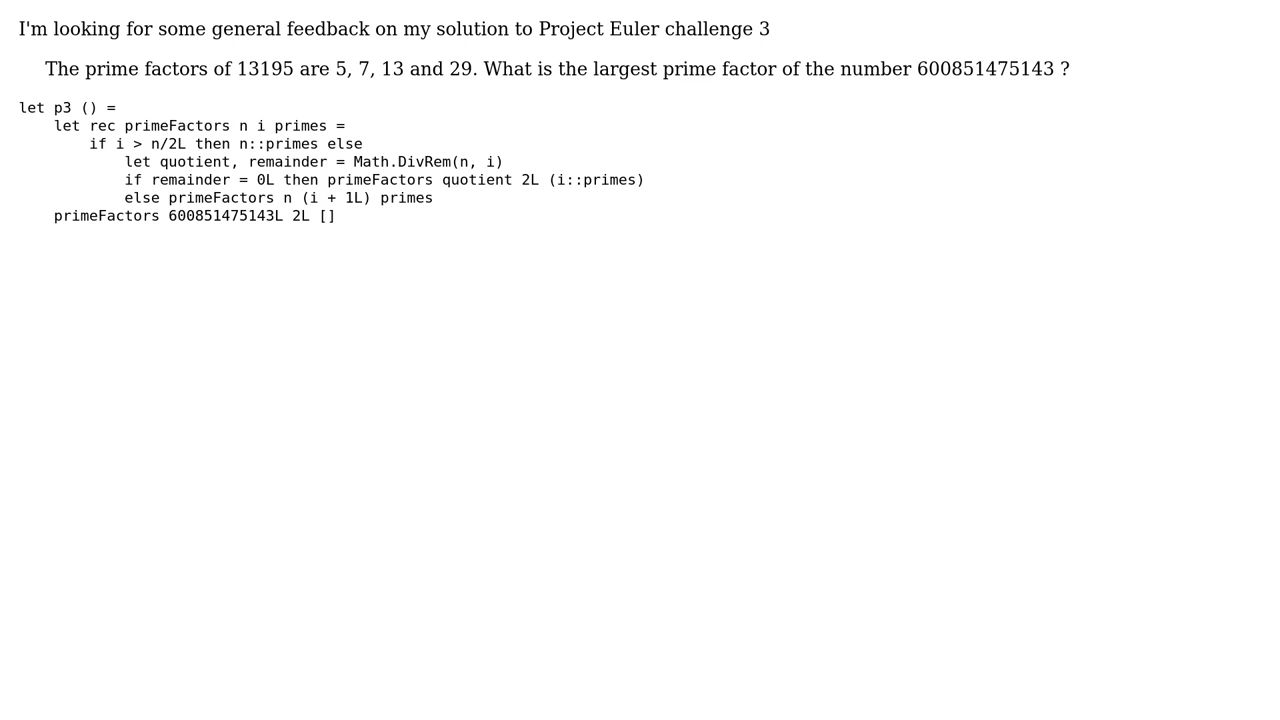 I'm looking for some general feedback on my solution to Project Euler challenge 3
The prime factors of 13195 are 5, 7, 13 and 29. What is the largest prime factor of the number 600851475143 ?
let p3 () =
    let rec primeFactors n i primes =
        if i > n/2L then n::primes else
            let quotient, remainder = Math.DivRem(n, i)
            if remainder = 0L then primeFactors quotient 2L (i::primes)
            else primeFactors n (i + 1L) primes
    primeFactors 600851475143L 2L []